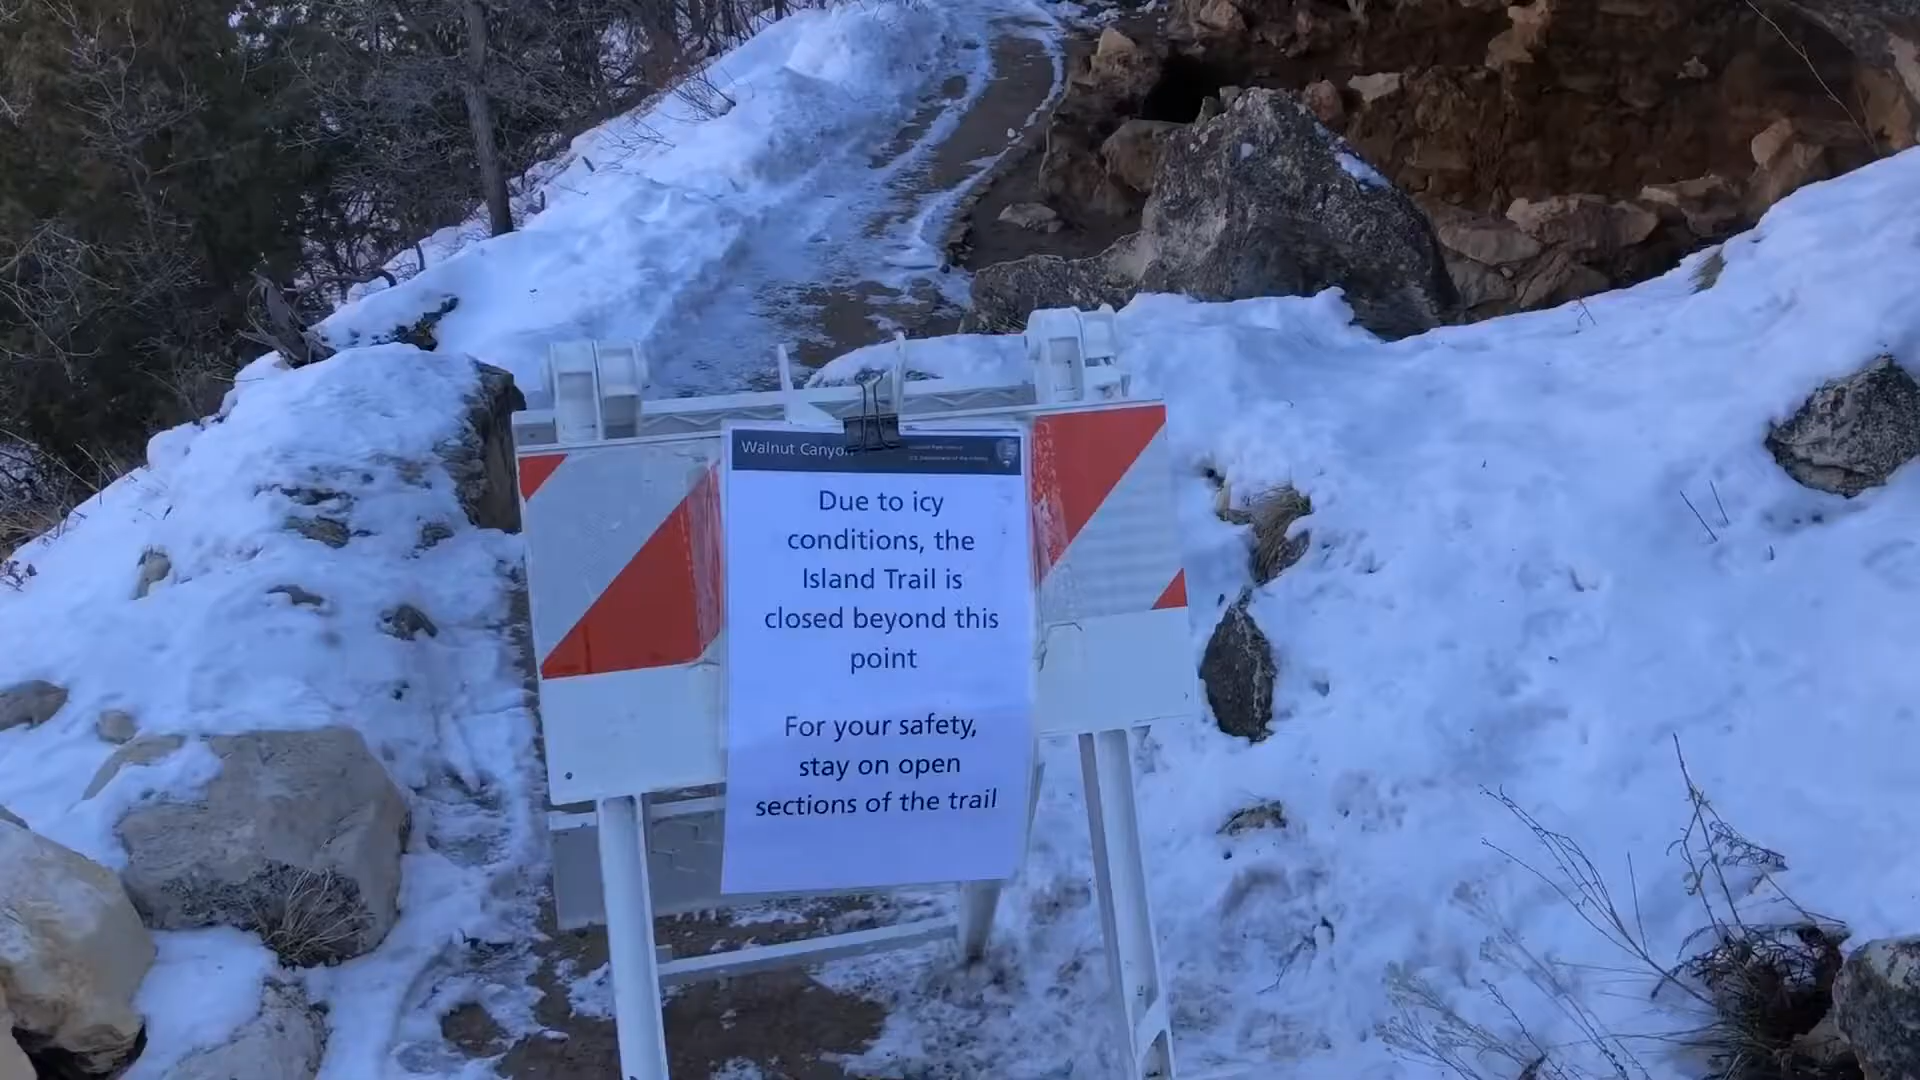 Walnut Canyon
Due to icy
conditions, the
Island Trail is
closed beyond this
point
For your safety,
stay on open
sections of the trail